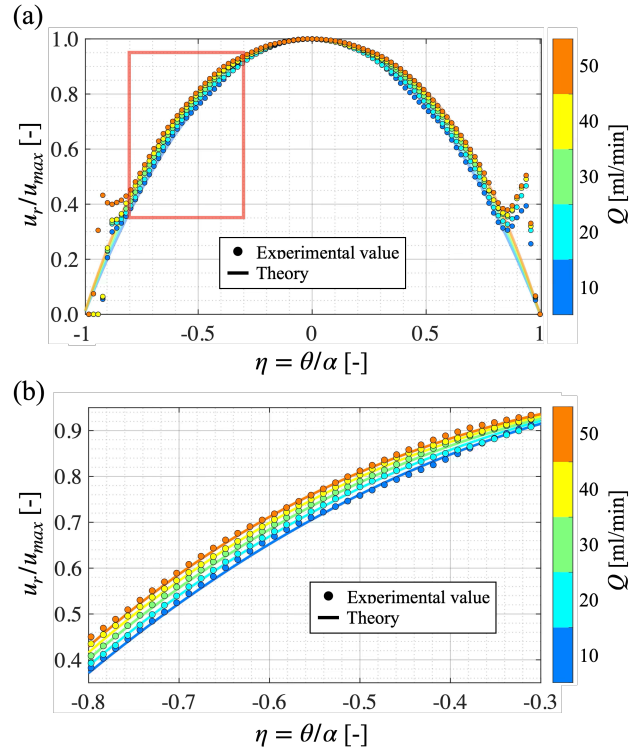 (a)
1.0
0.8
0.6
0.4
0.2
0.0
u_r/u_max [-]
Experimental value
Theory
-1
-0.5
0
0.5
1
η = θ/α [-]
50
40
30
20
10
Q [ml/min]
(b)
0.9
0.8
0.7
0.6
0.5
0.4
u_r/u_max [-]
Experimental value
Theory
-0.8
-0.7
-0.6
-0.5
-0.4
-0.3
η = θ/α [-]
50
40
30
20
10
Q [ml/min]